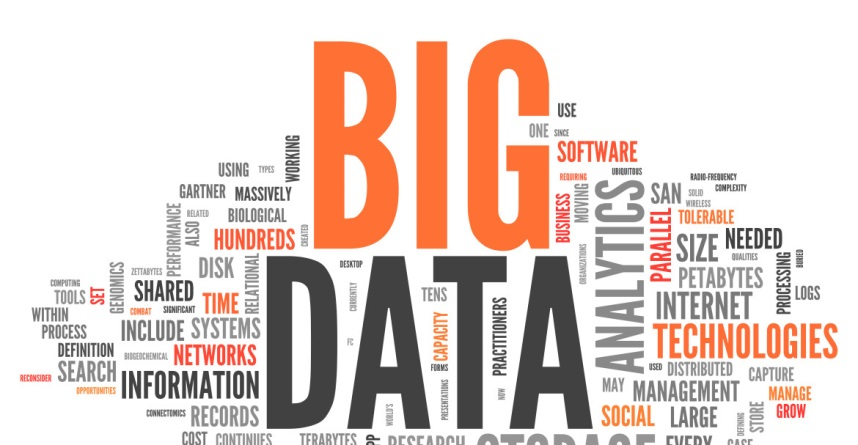 BIG
DATA
USE
ONE
SINCE
SOFTWARE
UBIQUITOUS
REQUIRING
BUSINESS
MOVING
ORGANIZATIONS
ANALYTICS
RADIO-FREQUENCY
COMPLEXITY
SAN
SOLID
WIRELESS
PARALLEL
TOLERABLE
SIZE
NEEDED
QUALITIES
PROCESSING
BURIED
PETABYTES
LOGS
INTERNET
TECHNOLOGIES
USED
DISTRIBUTED
CAPTURE
MAY
MANAGEMENT
MANAGE
GROW
SOCIAL
LARGE
DEFINING
STORE
EVERY
CASE
STORAGE
WORKING
USING
TYPES
GARTNER
MASSIVELY
PERFORMANCE
ALSO
RELATED
BIOLOGICAL
HUNDREDS
CREATED
DISK
RELATIONAL
DESKTOP
CURRENTLY
TENS
CAPACITY
FORMS
PRACTITIONERS
PRESENTATIONS
NOW
WORLD'S
COMPUTING
TOOLS
SET
GENOMICS
ZETTABYTES
SHARED
COMBAT
SIGNIFICANT
TIME
WITHIN
PROCESS
INCLUDE
SYSTEMS
DEFINITION
BIOGEOCHEMICAL
NETWORKS
RECONSIDER
SEARCH
OPPORTUNITIES
INFORMATION
CONNECTOMICS
RECORDS
COST
CONTINUES
TERABYTES
RESEARCH